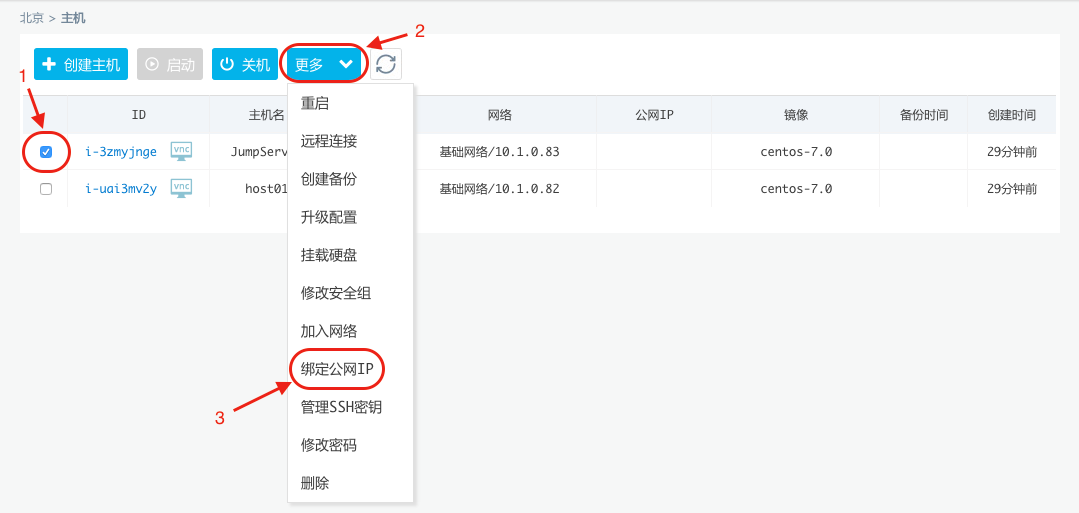 北京 > 主机
创建主机 启动 关机 更多 2
1
ID 主机名 网络 公网IP 镜像 备份时间 创建时间
i-3zmyjnge vnc JumpServ 基础网络/10.1.0.83 centos-7.0 29分钟前
i-uai3mv2y vnc host01 基础网络/10.1.0.82 centos-7.0 29分钟前
重启
远程连接
创建备份
升级配置
挂载硬盘
修改安全组
加入网络
绑定公网IP
管理SSH密钥
3
修改密码
删除